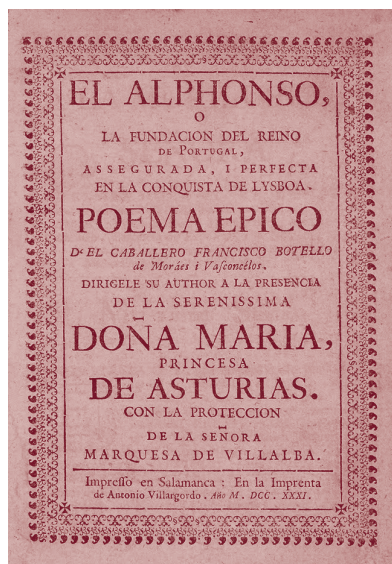 EL ALPHONSO,
O
LA FUNDACION DEL REINO
DE PORTUGAL,
ASSEGURADA, I PERFECTA
EN LA CONQUISTA DE LYSBOA.
POEMA EPICO
De EL CABALLERO FRANCISCO BOTELLO
de Moráes i Vasconcélos.
DIRIGELE SU AUTHOR A LA PRESENCIA
DE LA SERENISSIMA
DOÑA MARIA,
PRINCESA
DE ASTURIAS.
CON LA PROTECCION
DE LA SEÑORA
MARQUESA DE VILLALBA.
Impresso en Salamanca : En la Imprenta
de Antonio Villargordo. Año M. DCC. XXXI.